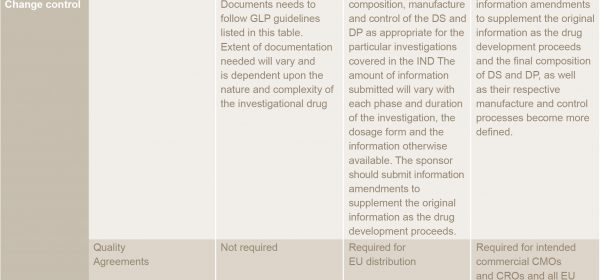 Change control
Documents needs to
follow GLP guidelines
listed in this table.
Extent of documentation
needed will vary and
is dependent upon the
nature and complexity of
the investigational drug
composition, manufacture
and control of the DS and
DP as appropriate for the
particular investigations
covered in the IND The
amount of information
submitted will vary with
each phase and duration
of the investigation, the
dosage form and the
information otherwise
available. The sponsor
should submit information
amendments to
supplement the original
information as the drug
development proceeds.
information amendments
to supplement the original
information as the drug
development proceeds
and the final composition
of DS and DP, as well
as their respective
manufacture and control
processes become more
defined.
Quality
Agreements
Not required
Required for
EU distribution
Required for intended
commercial CMOs
and CROs and all EU